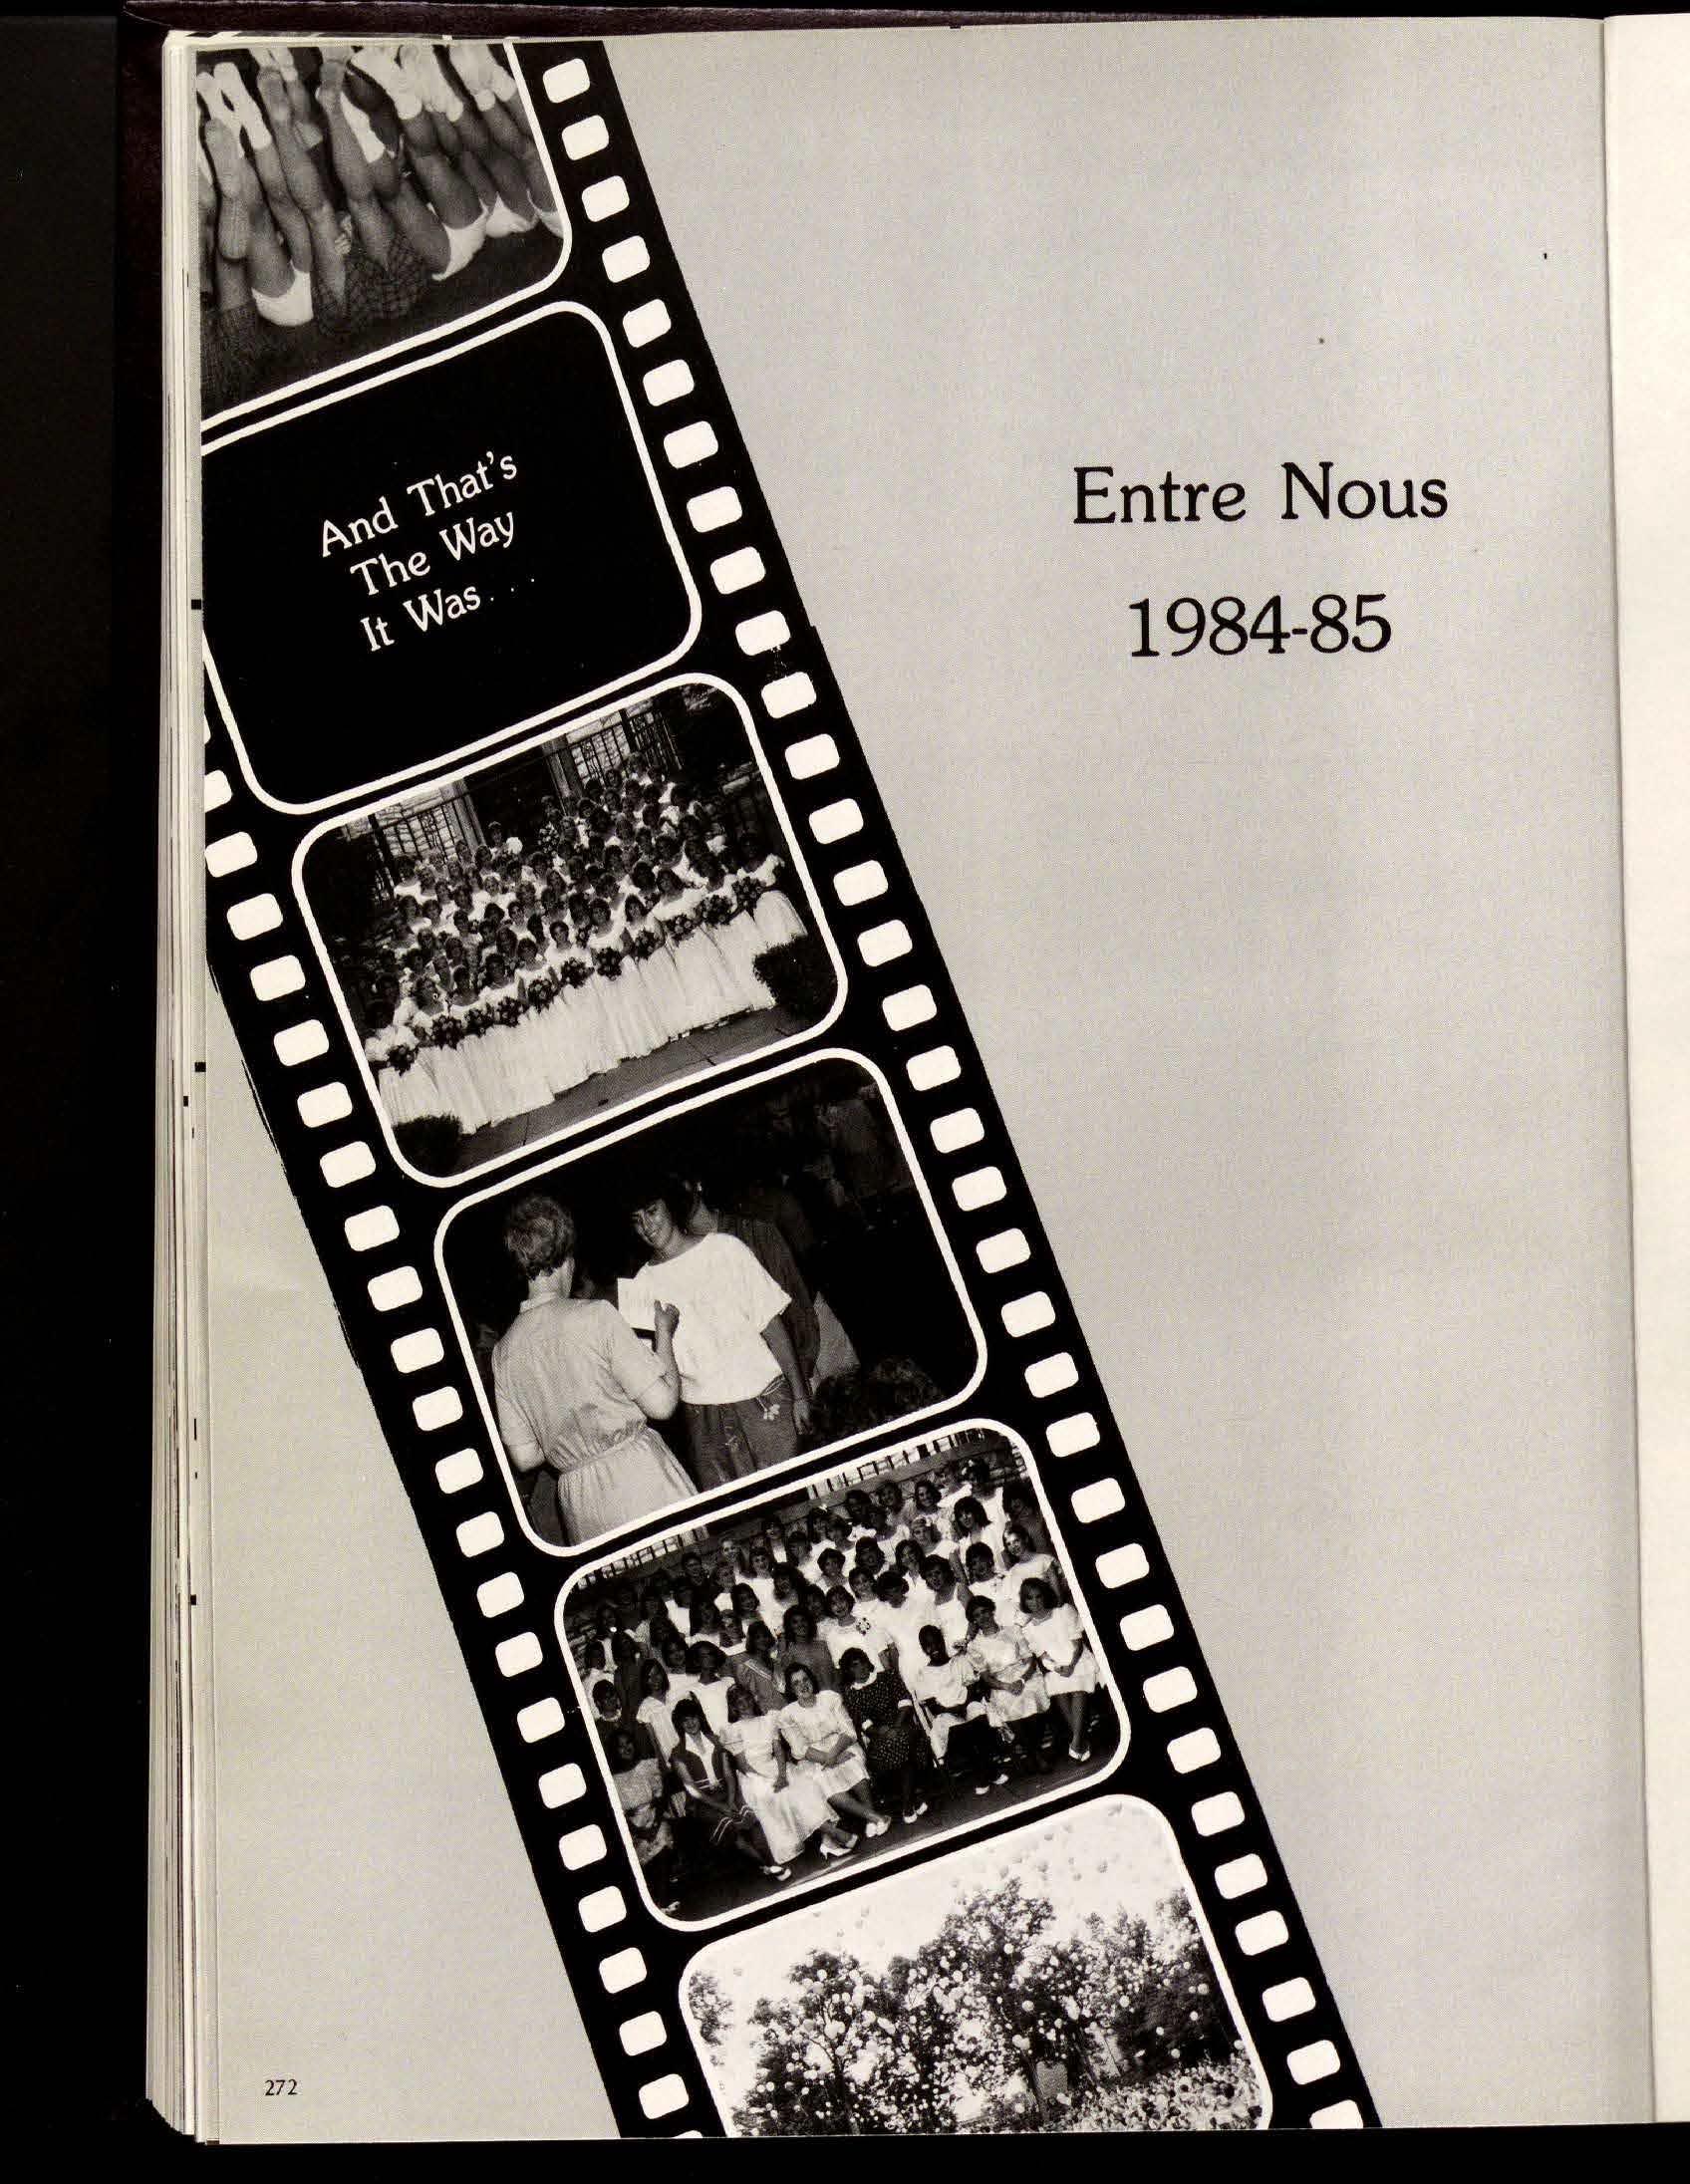 And That's
The Way
It Was . . .
Entre Nous
1984-85
272